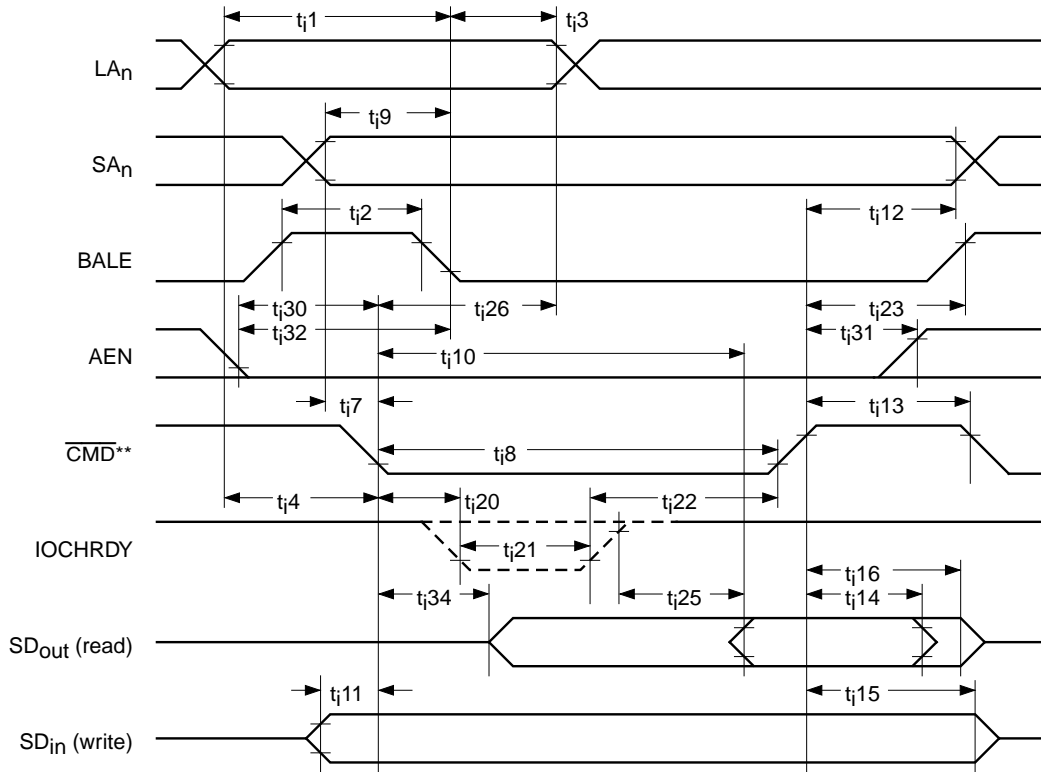 ti1
ti3
LAn
ti9
SAn
ti2
ti12
BALE
ti30
ti26
ti23
ti32
ti31
AEN
ti10
ti7
ti13
CMD**
ti8
ti4
ti20
ti22
IOCHRDY
ti21
ti16
ti34
ti25
ti14
SDout (read)
ti11
ti15
SDin (write)